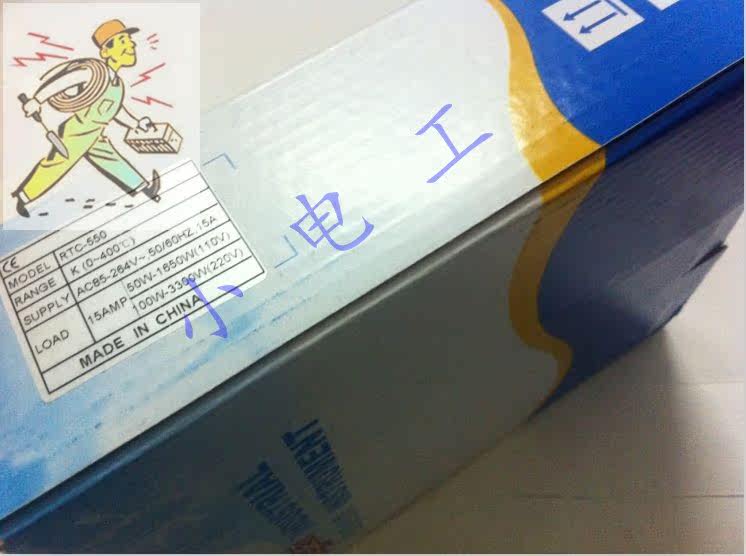 CE
MODEL RTC-550
RANGE K (0~400℃)
SUPPLY AC85-264V~,50/60HZ,15A
LOAD 15AMP 50W-1650W(110V)
100W-3300W(220V)
MADE IN CHINA
小电工